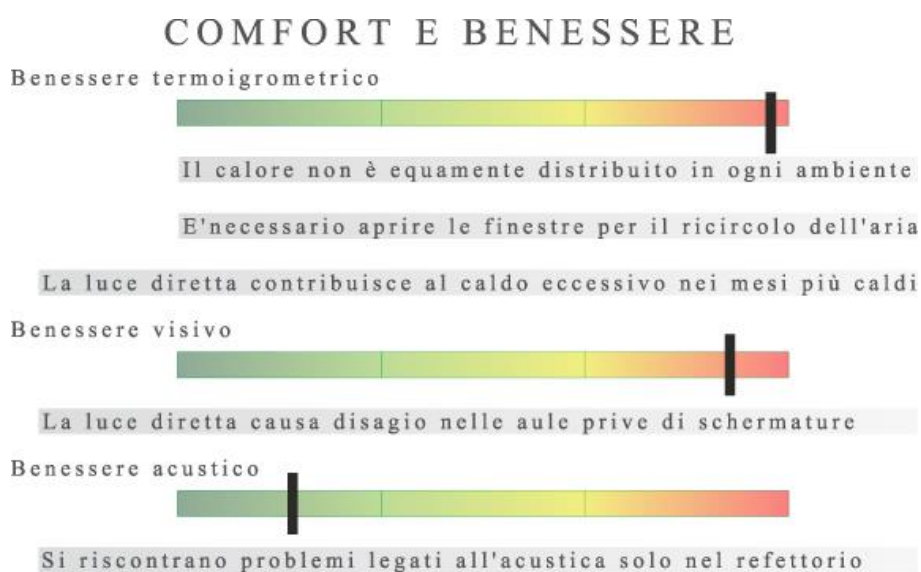 COMFORT E BENESSERE
Benessere termoigrometrico
Il calore non è equamente distribuito in ogni ambiente
E'necessario aprire le finestre per il ricircolo dell'aria
La luce diretta contribuisce al caldo eccessivo nei mesi più caldi
Benessere visivo
La luce diretta causa disagio nelle aule prive di schermature
Benessere acustico
Si riscontrano problemi legati all'acustica solo nel refettorio